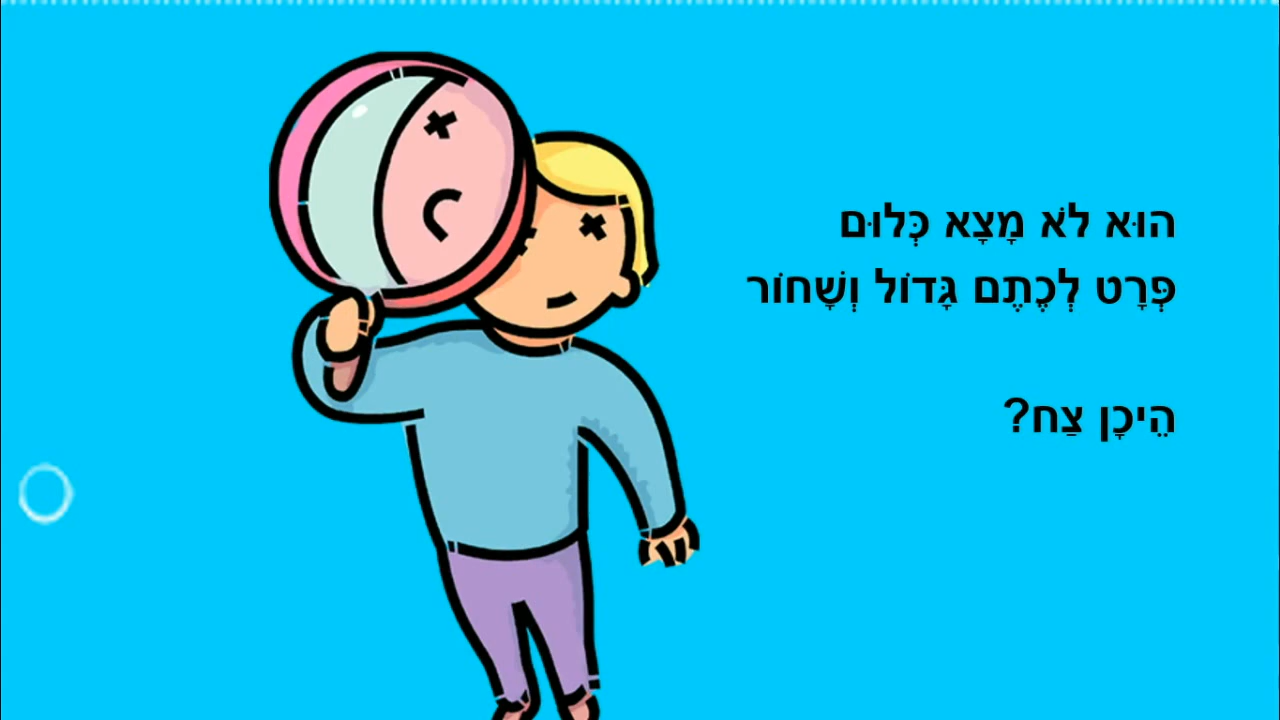 הוּא לֹא מָצָא כְּלוּם
פְּרָט לְכֶתֶם גָּדוֹל וְשָׁחוֹר
הֵיכָן צַח?